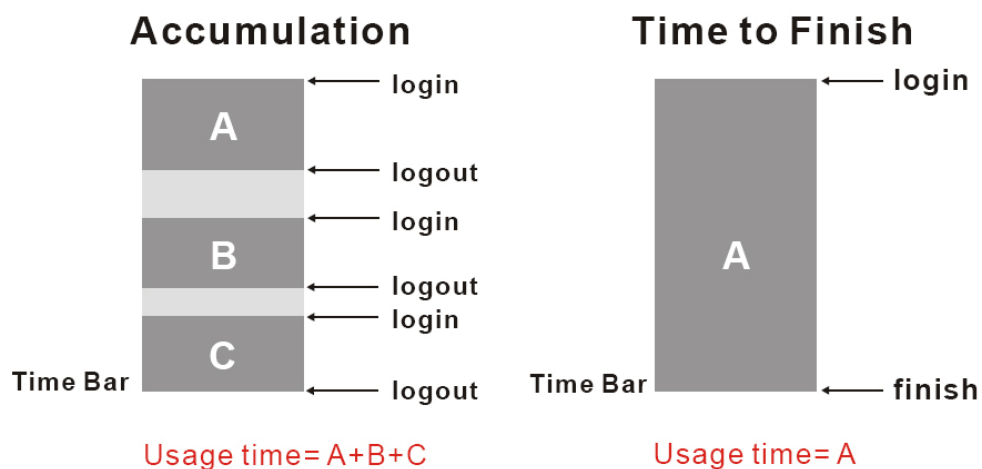 Accumulation
login
A
logout
login
B
logout
login
C
Time Bar
logout
Usage time= A+B+C
Time to Finish
login
A
Time Bar
finish
Usage time= A